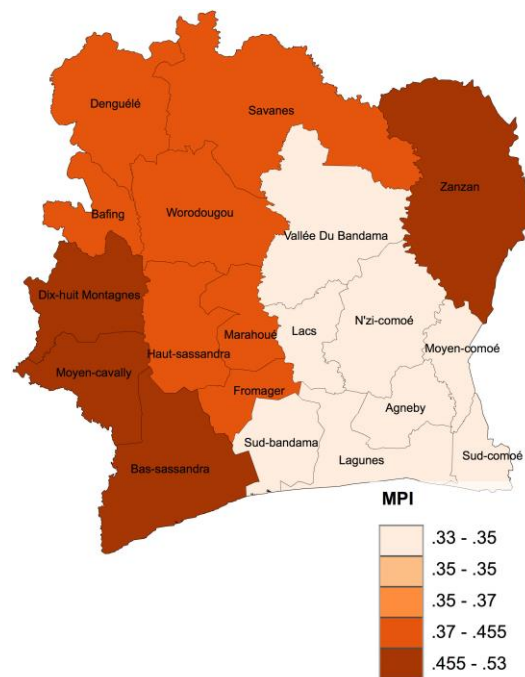 Denguélé
Savanes
Zanzan
Bafing
Worodougou
Vallée Du Bandama
Dix-huit Montagnes
Lacs
N'zi-comoé
Marahoué
Moyen-comoé
Haut-sassandra
Moyen-cavally
Fromager
Agneby
Sud-bandama
Sud-comoé
Lagunes
Bas-sassandra
MPI
.33 - .35
.35 - .35
.35 - .37
.37 - .455
.455 - .53